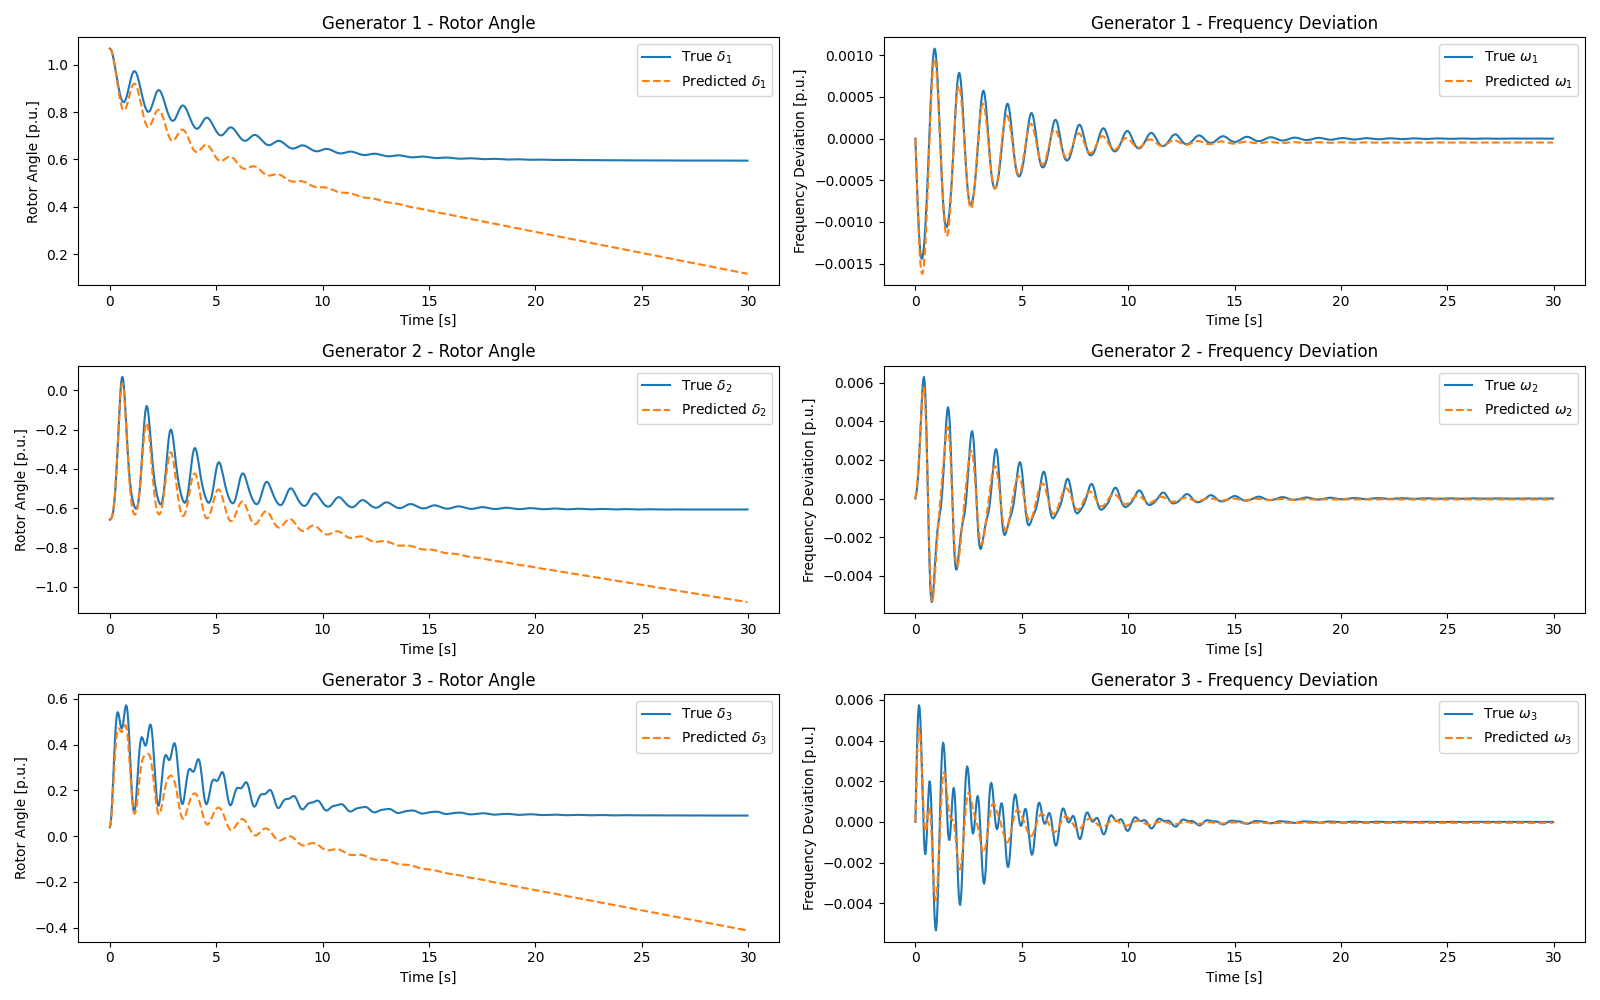 Generator 1 - Rotor Angle
Rotor Angle [p.u.]
1.0
0.8
0.6
0.4
0.2
True δ1
Predicted δ1
0 5 10 15 20 25 30
Time [s]
Generator 1 - Frequency Deviation
Frequency Deviation [p.u.]
0.0010
0.0005
0.0000
−0.0005
−0.0010
−0.0015
True ω1
Predicted ω1
0 5 10 15 20 25 30
Time [s]
Generator 2 - Rotor Angle
Rotor Angle [p.u.]
0.0
−0.2
−0.4
−0.6
−0.8
−1.0
True δ2
Predicted δ2
0 5 10 15 20 25 30
Time [s]
Generator 2 - Frequency Deviation
Frequency Deviation [p.u.]
0.006
0.004
0.002
0.000
−0.002
−0.004
True ω2
Predicted ω2
0 5 10 15 20 25 30
Time [s]
Generator 3 - Rotor Angle
Rotor Angle [p.u.]
0.6
0.4
0.2
0.0
−0.2
−0.4
True δ3
Predicted δ3
0 5 10 15 20 25 30
Time [s]
Generator 3 - Frequency Deviation
Frequency Deviation [p.u.]
0.006
0.004
0.002
0.000
−0.002
−0.004
True ω3
Predicted ω3
0 5 10 15 20 25 30
Time [s]